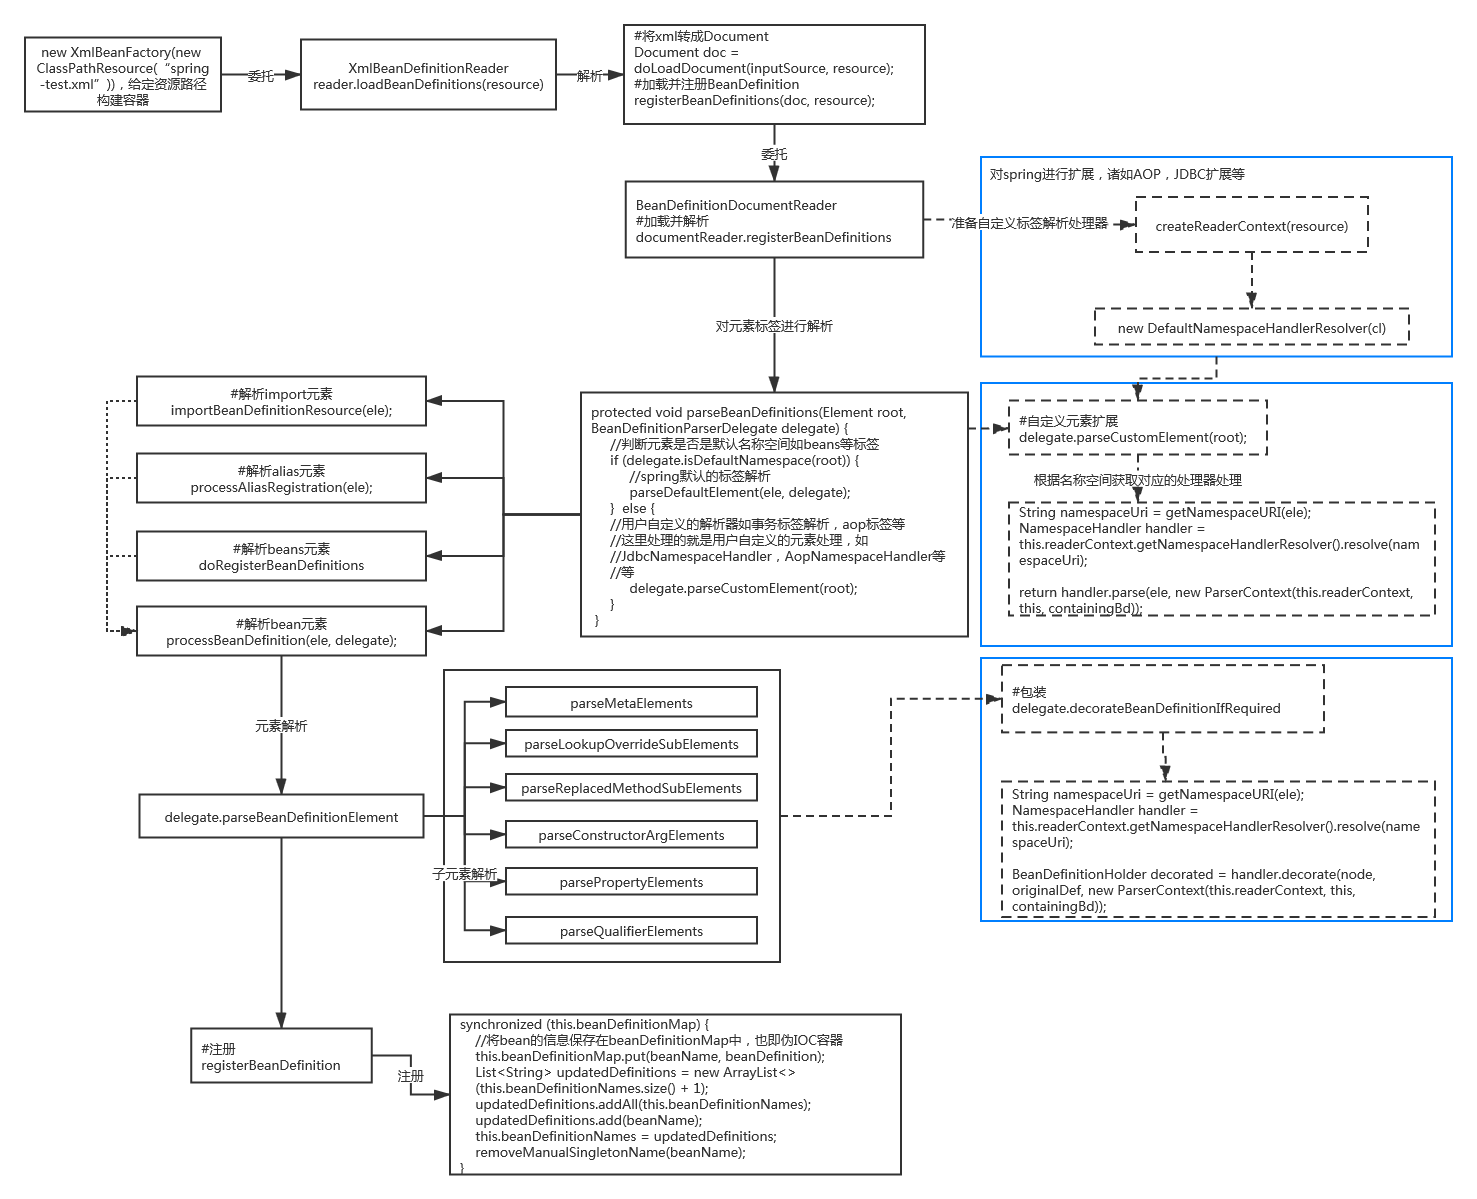 new XmlBeanFactory(new
ClassPathResource(“spring
-test.xml”))，给定资源路径
构建容器
委托
XmlBeanDefinitionReader
reader.loadBeanDefinitions(resource)
解析
#将xml转成Document
Document doc =
doLoadDocument(inputSource, resource);
#加载并注册BeanDefinition
registerBeanDefinitions(doc, resource);
委托
BeanDefinitionDocumentReader
#加载并解析
documentReader.registerBeanDefinitions
准备自定义标签解析处理器
对spring进行扩展，诸如AOP，JDBC扩展等
createReaderContext(resource)
new DefaultNamespaceHandlerResolver(cl)
对元素标签进行解析
#解析import元素
importBeanDefinitionResource(ele);
#解析alias元素
processAliasRegistration(ele);
#解析beans元素
doRegisterBeanDefinitions
#解析bean元素
processBeanDefinition(ele, delegate);
protected void parseBeanDefinitions(Element root,
BeanDefinitionParserDelegate delegate) {
//判断元素是否是默认名称空间如beans等标签
if (delegate.isDefaultNamespace(root)) {
//spring默认的标签解析
parseDefaultElement(ele, delegate);
} else {
//用户自定义的解析器如事务标签解析，aop标签等
//这里处理的就是用户自定义的元素处理，如
//JdbcNamespaceHandler，AopNamespaceHandler等
//等
delegate.parseCustomElement(root);
}
}
#自定义元素扩展
delegate.parseCustomElement(root);
根据名称空间获取对应的处理器处理
String namespaceUri = getNamespaceURI(ele);
NamespaceHandler handler =
this.readerContext.getNamespaceHandlerResolver().resolve(nam
espaceUri);
return handler.parse(ele, new ParserContext(this.readerContext,
this, containingBd));
元素解析
delegate.parseBeanDefinitionElement
子元素解析
parseMetaElements
parseLookupOverrideSubElements
parseReplacedMethodSubElements
parseConstructorArgElements
parsePropertyElements
parseQualifierElements
#包装
delegate.decorateBeanDefinitionIfRequired
String namespaceUri = getNamespaceURI(ele);
NamespaceHandler handler =
this.readerContext.getNamespaceHandlerResolver().resolve(name
spaceUri);
BeanDefinitionHolder decorated = handler.decorate(node,
originalDef, new ParserContext(this.readerContext, this,
containingBd));
#注册
registerBeanDefinition
注册
synchronized (this.beanDefinitionMap) {
//将bean的信息保存在beanDefinitionMap中，也即伪IOC容器
this.beanDefinitionMap.put(beanName, beanDefinition);
List<String> updatedDefinitions = new ArrayList<>
(this.beanDefinitionNames.size() + 1);
updatedDefinitions.addAll(this.beanDefinitionNames);
updatedDefinitions.add(beanName);
this.beanDefinitionNames = updatedDefinitions;
removeManualSingletonName(beanName);
}